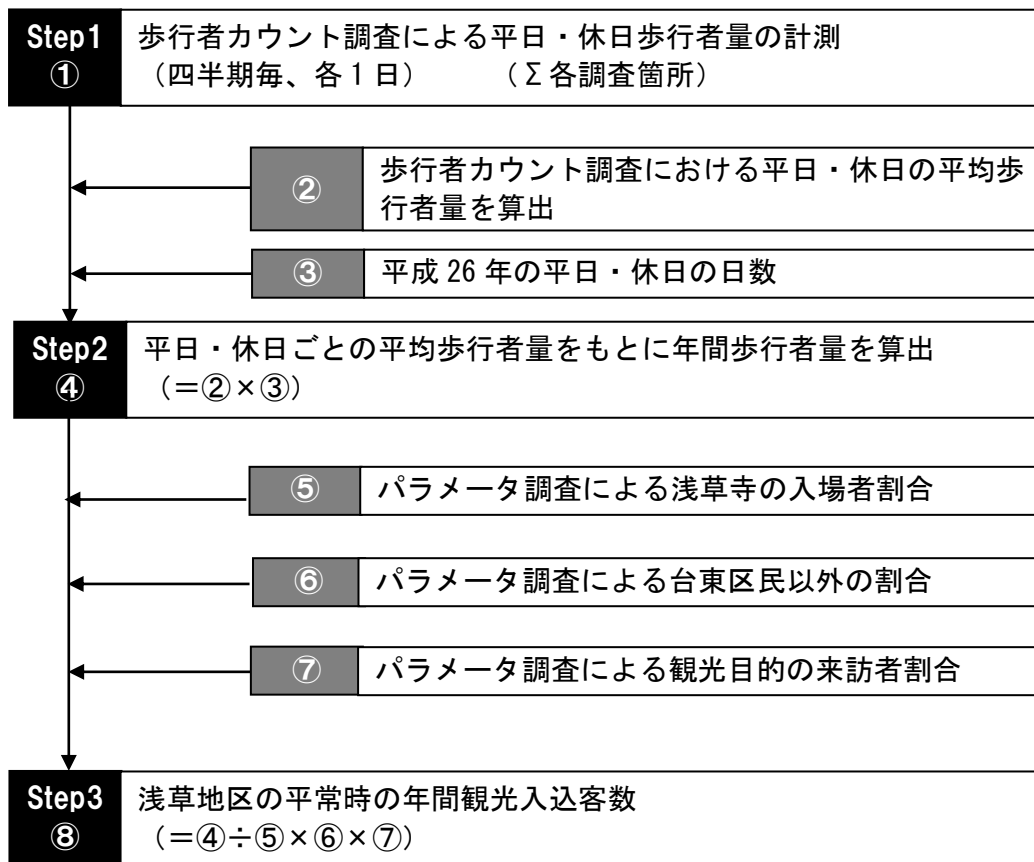 Step1 歩行者カウント調査による平日・休日歩行者量の計測
① （四半期毎、各１日） （Σ各調査箇所）
② 歩行者カウント調査における平日・休日の平均歩
行者量を算出
③ 平成 26 年の平日・休日の日数
Step2 平日・休日ごとの平均歩行者量をもとに年間歩行者量を算出
④ （＝②×③）
⑤ パラメータ調査による浅草寺の入場者割合
⑥ パラメータ調査による台東区民以外の割合
⑦ パラメータ調査による観光目的の来訪者割合
Step3 浅草地区の平常時の年間観光入込客数
⑧ （＝④÷⑤×⑥×⑦）